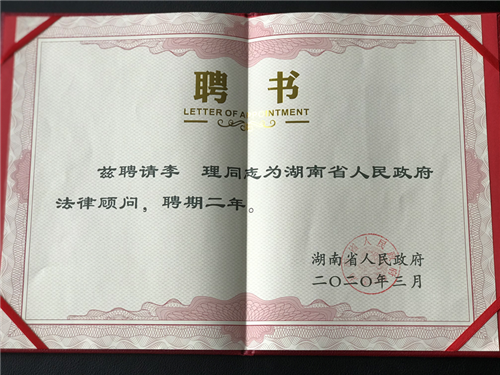 聘 书
LETTER OF APPOINTMENT
兹聘请李 理同志为湖南省人民政府
法律顾问，聘期二年。
湖南省人民政府
二〇二〇年三月